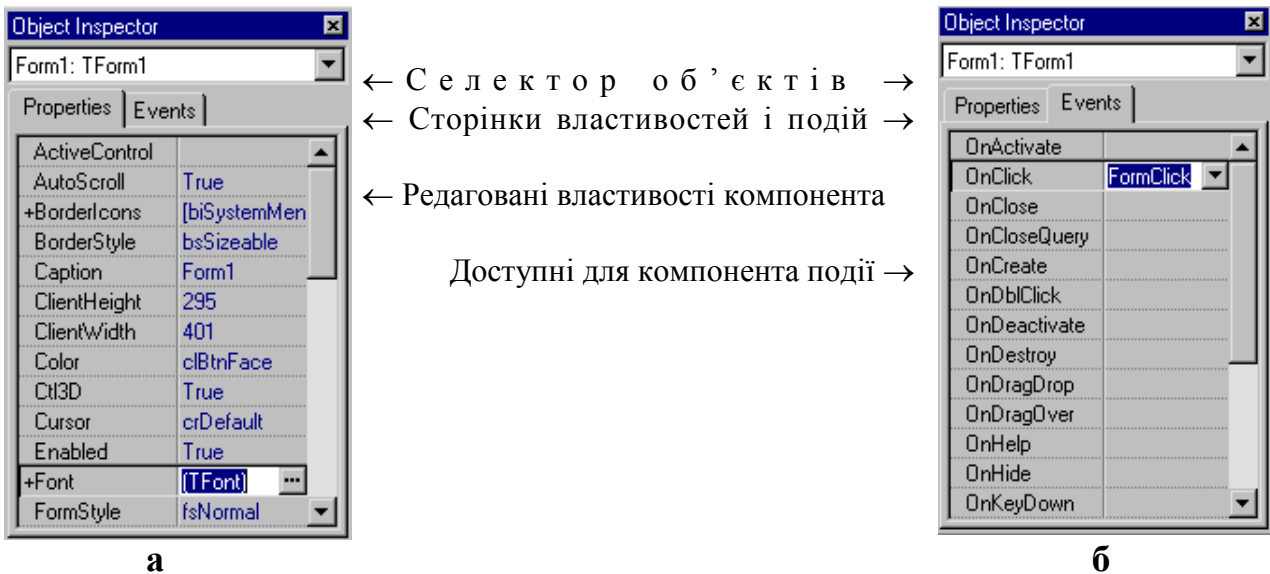 Object Inspector
Form1: TForm1
Properties Events
ActiveControl
AutoScroll True
+BorderIcons [biSystemMen
BorderStyle bsSizeable
Caption Form1
ClientHeight 295
ClientWidth 401
Color clBtnFace
Ctl3D True
Cursor crDefault
Enabled True
+Font (TFont) ...
FormStyle fsNormal
а
← Селектор об’єктів →
← Сторінки властивостей і подій →
← Редаговані властивості компонента
Доступні для компонента події →
Object Inspector
Form1: TForm1
Properties Events
OnActivate
OnClick FormClick
OnClose
OnCloseQuery
OnCreate
OnDblClick
OnDeactivate
OnDestroy
OnDragDrop
OnDragOver
OnHelp
OnHide
OnKeyDown
б